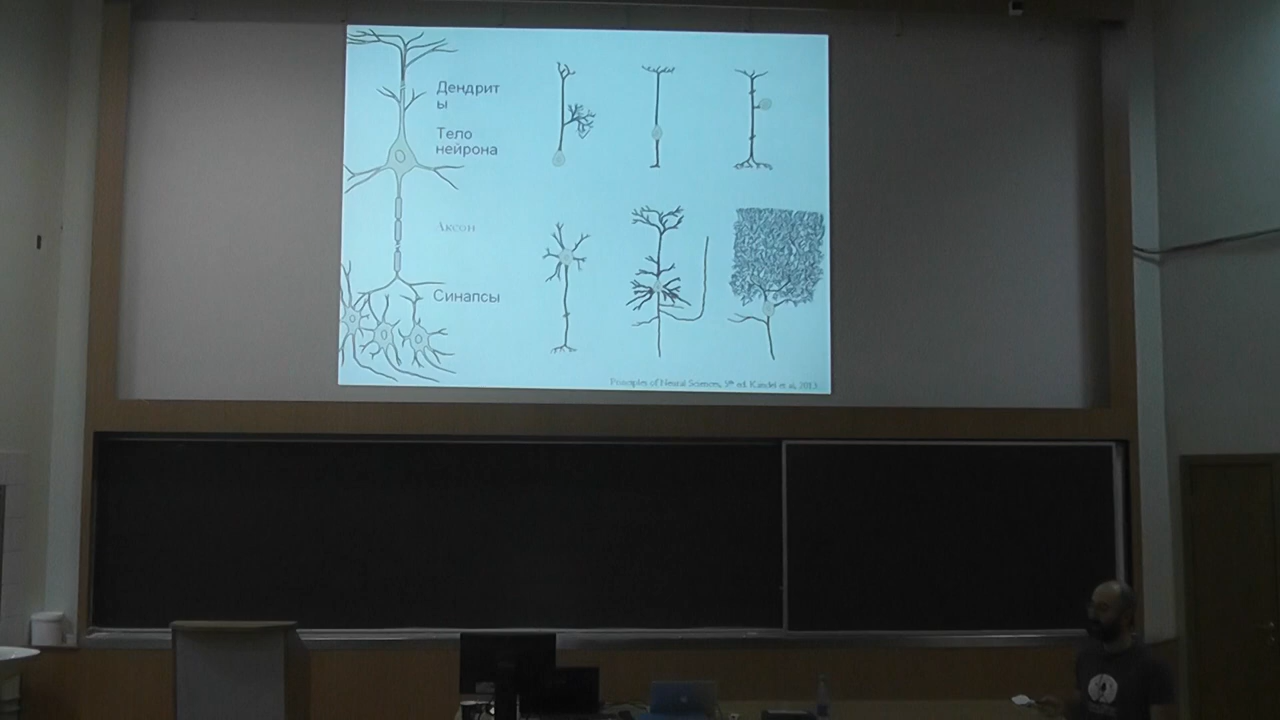 Дендрит
ы
Тело
нейрона
Аксон
Синапсы
Principles of Neural Sciences, 5th ed. Kandel et al, 2013